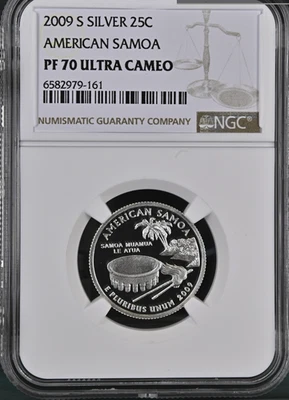 2009 S SILVER 25C
AMERICAN SAMOA
PF 70 ULTRA CAMEO
6582979-161
NUMISMATIC GUARANTY COMPANY
NGC
AMERICAN SAMOA
SAMOA MUAMUA
LE ATUA
E PLURIBUS UNUM 2009